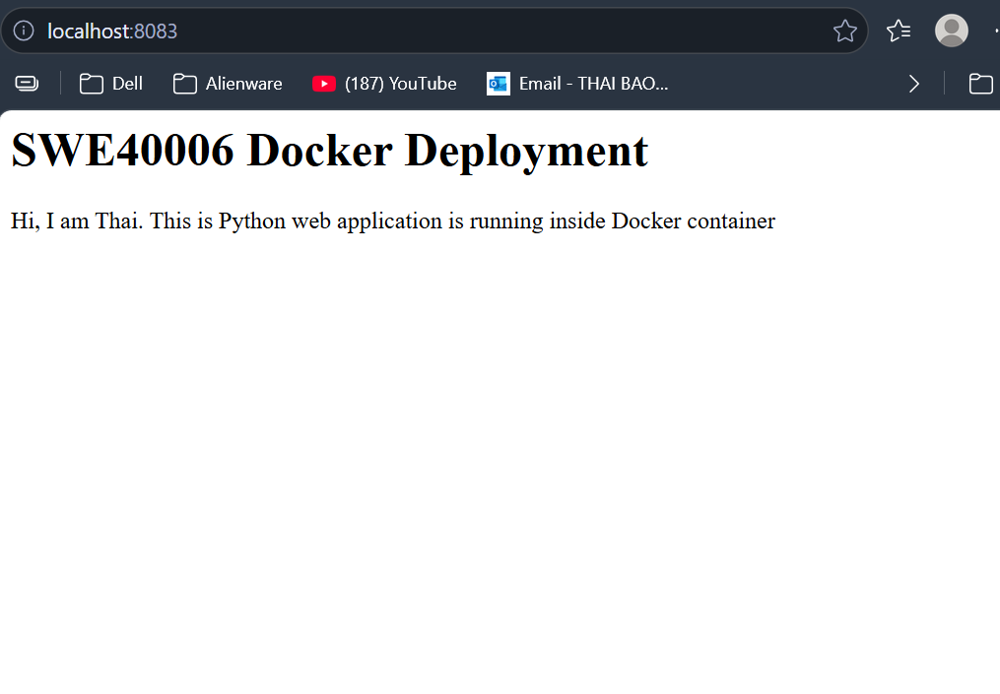 localhost:8083
Dell Alienware (187) YouTube Email - THAI BAO...
SWE40006 Docker Deployment
Hi, I am Thai. This is Python web application is running inside Docker container